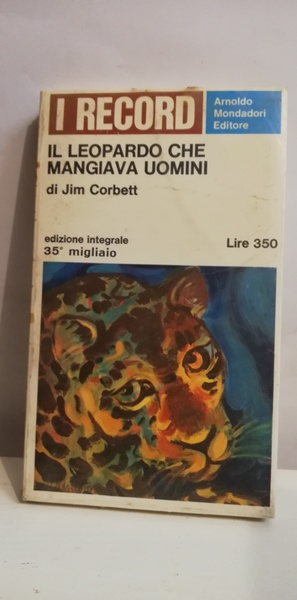 I RECORD
Arnoldo
Mondadori
Editore
IL LEOPARDO CHE
MANGIAVA UOMINI
di Jim Corbett
edizione integrale
35° migliaio
Lire 350